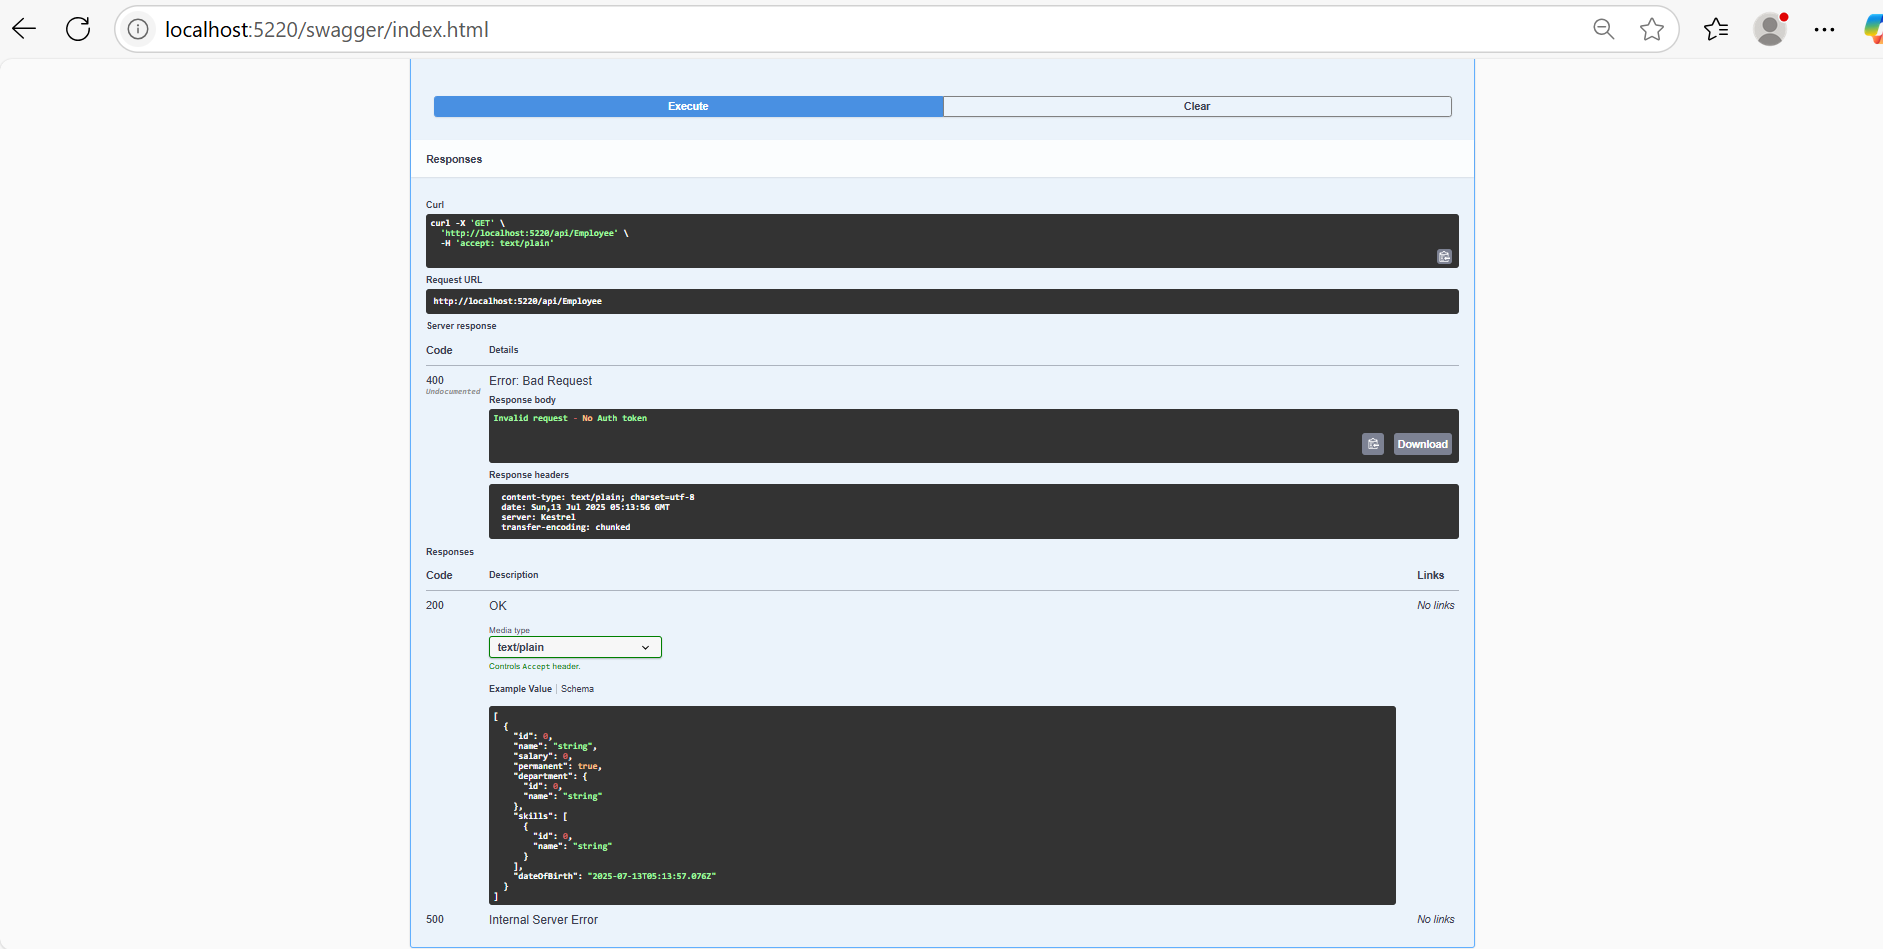 localhost:5220/swagger/index.html
Execute
Clear
Responses
Curl
curl -X 'GET' \
'http://localhost:5220/api/Employee' \
-H 'accept: text/plain'
Request URL
http://localhost:5220/api/Employee
Server response
Code
Details
400
Undocumented
Error: Bad Request
Response body
Invalid request - No Auth token
Download
Response headers
content-type: text/plain; charset=utf-8
date: Sun,13 Jul 2025 05:13:56 GMT
server: Kestrel
transfer-encoding: chunked
Responses
Code
Description
Links
200
OK
No links
Media type
text/plain
Controls Accept header.
Example Value | Schema
[
  {
    "id": 0,
    "name": "string",
    "salary": 0,
    "permanent": true,
    "department": {
      "id": 0,
      "name": "string"
    },
    "skills": [
      {
        "id": 0,
        "name": "string"
      }
    ],
    "dateOfBirth": "2025-07-13T05:13:57.076Z"
  }
]
500
Internal Server Error
No links